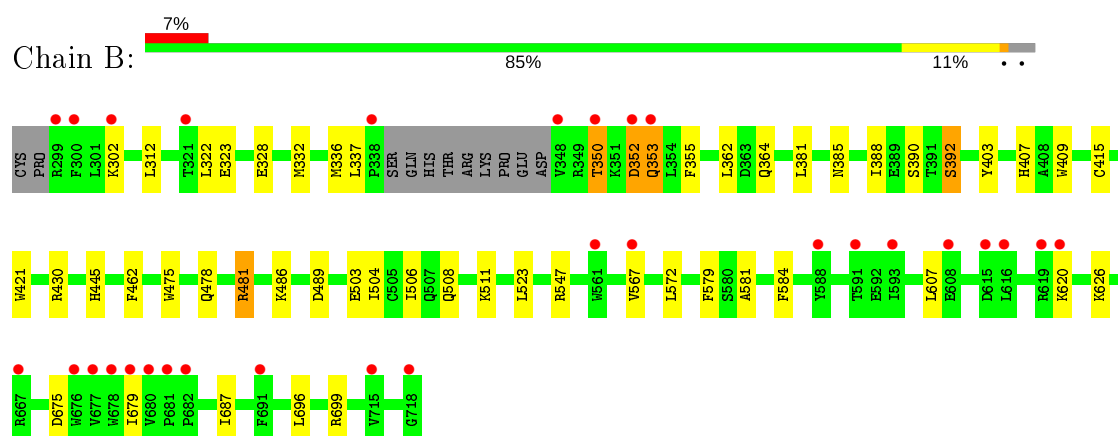 7%
Chain B:
85% 11% • •
CYS PRO R299 F300 L301 K302 L312 T321 L322 E323 E328 M332 M336 L337 P338 SER GLN HIS THR ARG LYS PRO GLU ASP V348 R349 T350 K351 D352 Q353 L354 F355 L362 D363 Q364 L381 N385 I388 E389 S390 T391 S392 Y403 H407 A408 W409 C415
W421 R430 H445 F462 W475 Q478 R481 K486 D489 E503 I504 C505 I506 Q507 Q508 K511 L523 R547 W561 V567 L572 F579 S580 A581 F584 Y588 T591 E592 I593 L607 E608 D615 L616 R619 K620 K626
R667 D675 W676 V677 W678 I679 V680 P681 P682 I687 F691 L696 R699 V715 G718